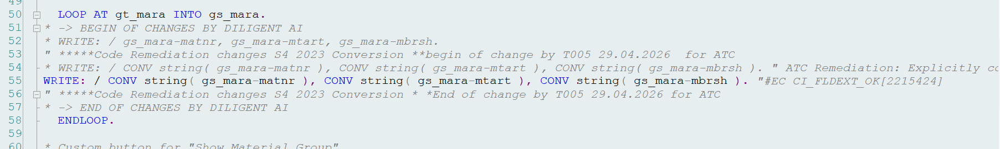 49
50 LOOP AT gt_mara INTO gs_mara.
51 * -> BEGIN OF CHANGES BY DILIGENT AI
52 * WRITE: / gs_mara-matnr, gs_mara-mtart, gs_mara-mbrsh.
53 " *****Code Remediation changes S4 2023 Conversion **begin of change by T005 29.04.2026  for ATC
54 * WRITE: / CONV string( gs_mara-matnr ), CONV string( gs_mara-mtart ), CONV string( gs_mara-mbrsh ). " ATC Remediation: Explicitly
55 WRITE: / CONV string( gs_mara-matnr ), CONV string( gs_mara-mtart ), CONV string( gs_mara-mbrsh ). "#EC CI_FLDEXT_OK[2215424]
56 " *****Code Remediation changes S4 2023 Conversion * *End of change by T005 29.04.2026 for ATC
57 * -> END OF CHANGES BY DILIGENT AI
58 ENDLOOP.
59
60 * Custom button for "Show Material Group"